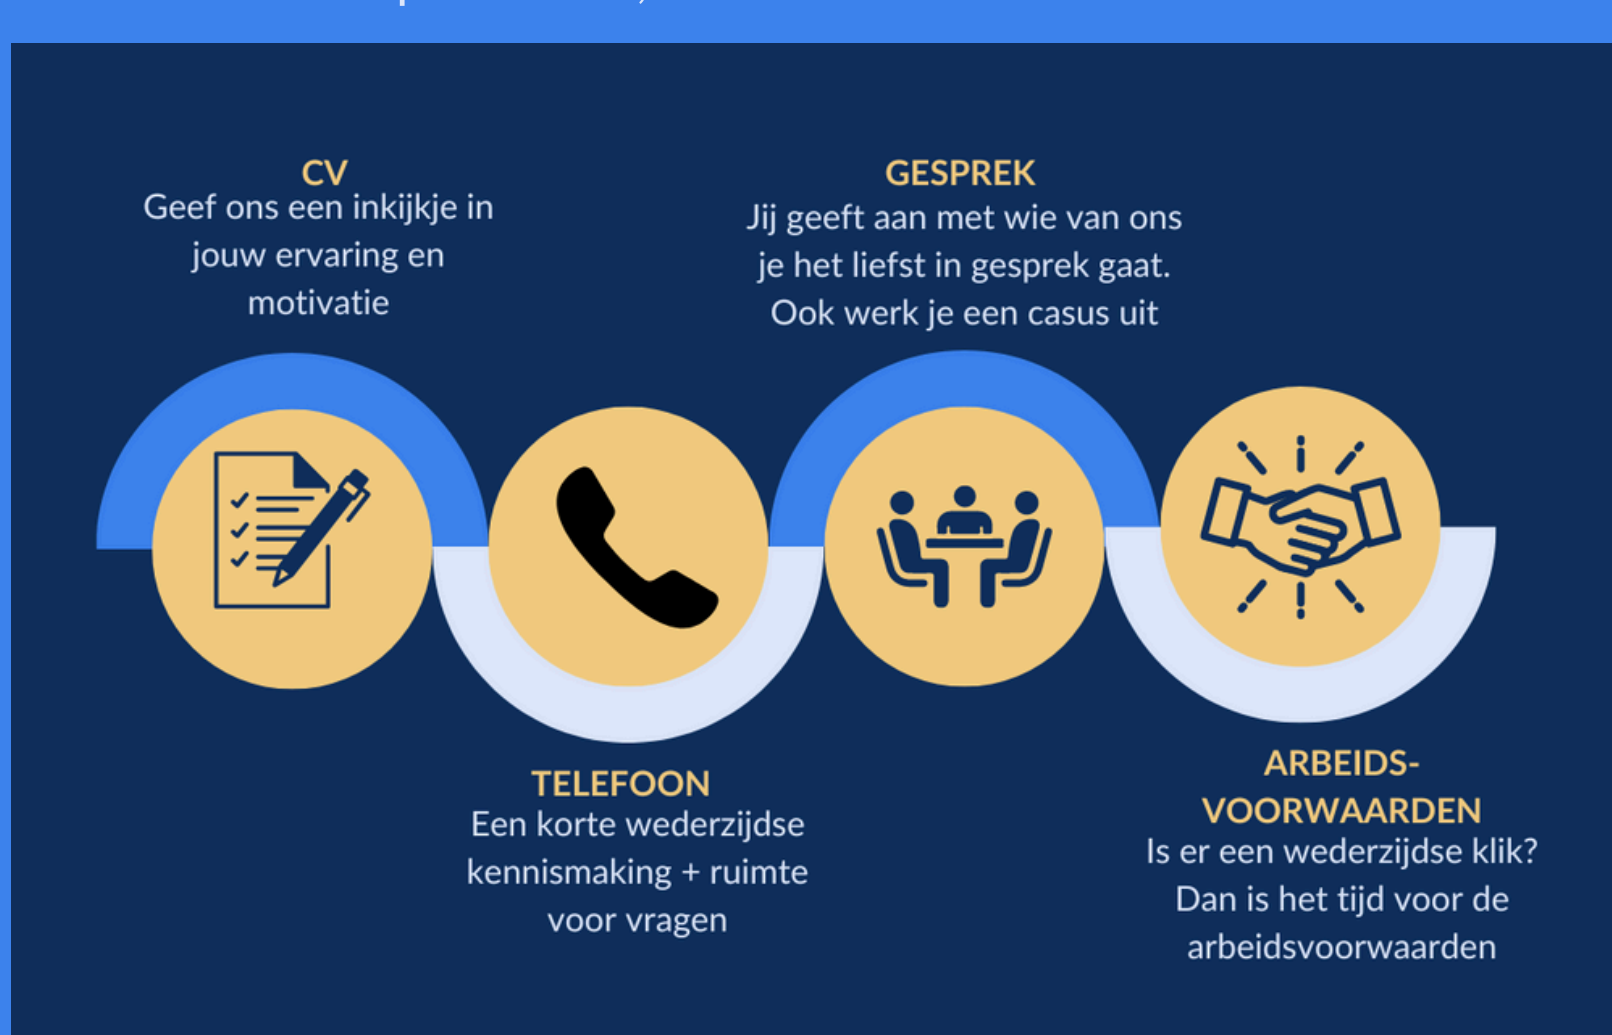 CV
Geef ons een inkijkje in
jouw ervaring en
motivatie
GESPREK
Jij geeft aan met wie van ons
je het liefst in gesprek gaat.
Ook werk je een casus uit
TELEFOON
Een korte wederzijdse
kennismaking + ruimte
voor vragen
ARBEIDS-
VOORWAARDEN
Is er een wederzijdse klik?
Dan is het tijd voor de
arbeidsvoorwaarden